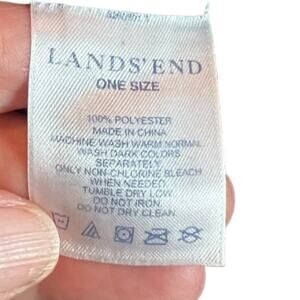 LANDS' END
ONE SIZE
100% POLYESTER
MADE IN CHINA
MACHINE WASH WARM NORMAL
WASH DARK COLORS
SEPARATELY.
ONLY NON-CHLORINE BLEACH
WHEN NEEDED.
TUMBLE DRY LOW.
DO NOT IRON.
DO NOT DRY CLEAN.